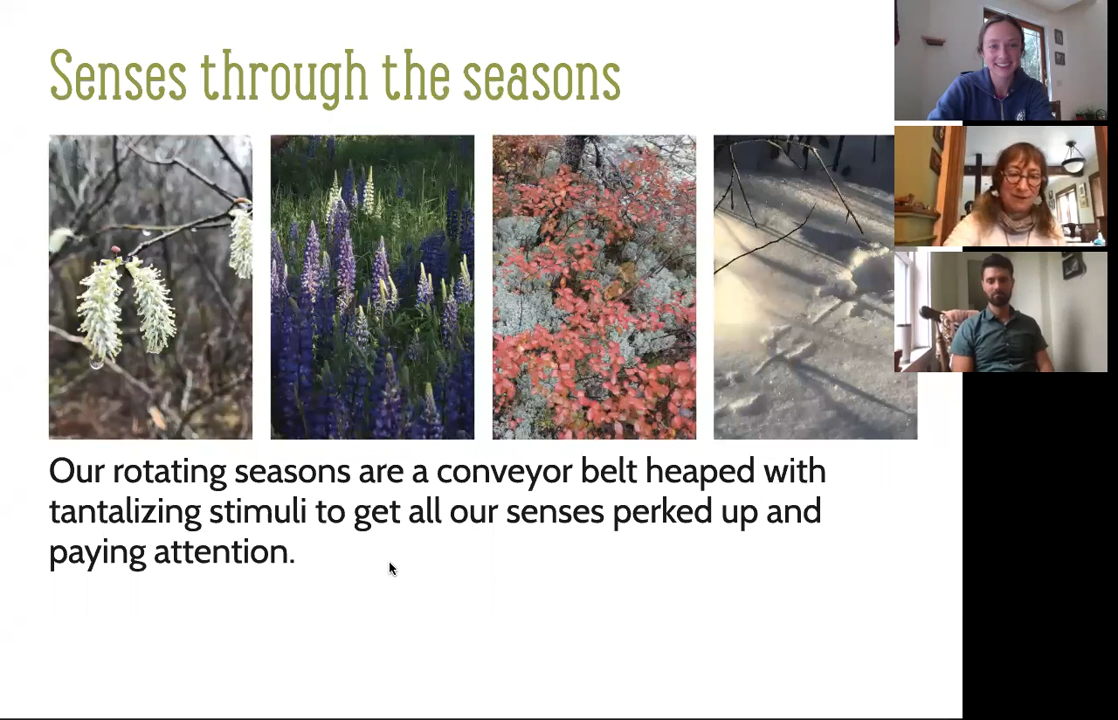 Senses through the seasons
Our rotating seasons are a conveyor belt heaped with
tantalizing stimuli to get all our senses perked up and
paying attention.